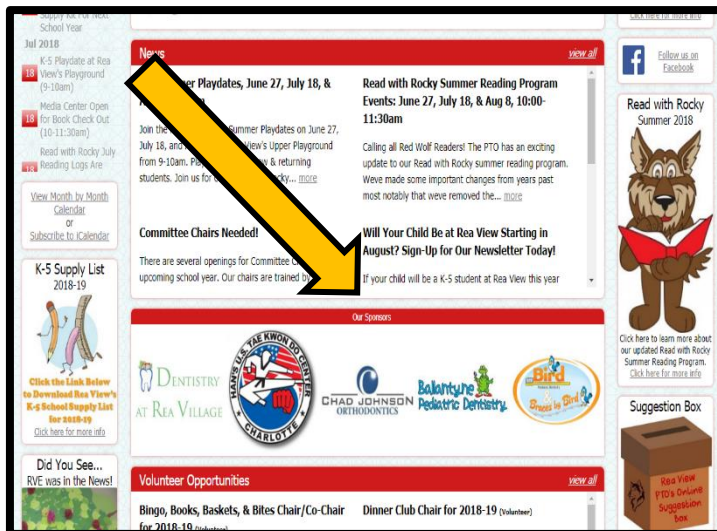 Supply Kit For Next
School Year
Jul 2018
18
K-5 Playdate at Rea
View's Playground
(9-10am)
18
Media Center Open
for Book Check Out
(10-11:30am)
18
Read with Rocky July
Reading Logs Are
View Month by Month
Calendar
or
Subscribe to iCalendar
K-5 Supply List
2018-19
Click the Link Below
to Download Rea View's
K-5 School Supply List
for 2018-19
Click here for more info
Did You See...
RVE was in the News!
News
view all
Playdates, June 27, July 18, &
Join the
Summer Playdates on June 27,
July 18, and
View's Upper Playground
from 9-10am.
& returning
students. Join us for
more
Committee Chairs Needed!
There are several openings for Committee
upcoming school year. Our chairs are trained by
Read with Rocky Summer Reading Program
Events: June 27, July 18, & Aug 8, 10:00-
11:30am
Calling all Red Wolf Readers! The PTO has an exciting
update to our Read with Rocky summer reading program.
Weve made some important changes from years past
most notably that weve removed the... more
Will Your Child Be at Rea View Starting in
August? Sign-Up for Our Newsletter Today!
If your child will be a K-5 student at Rea View this year
Our Sponsors
DENTISTRY
AT REA VILLAGE
HAN'S U.S. TAE KWON DO CENTER
CHARLOTTE
CHAD JOHNSON
ORTHODONTICS
Ballantyne
Pediatric Dentistry
Bird
&
Braces by Bird
Volunteer Opportunities
view all
Bingo, Books, Baskets, & Bites Chair/Co-Chair
for 2018-19 (Volunteer)
Dinner Club Chair for 2018-19 (Volunteer)
Click here for more info
Follow us on
Facebook
Read with Rocky
Summer 2018
Click here to learn more about
our updated Read with Rocky
Summer Reading Program.
Click here for more info
Suggestion Box
Rea View
PTO's Online
Suggestion
Box